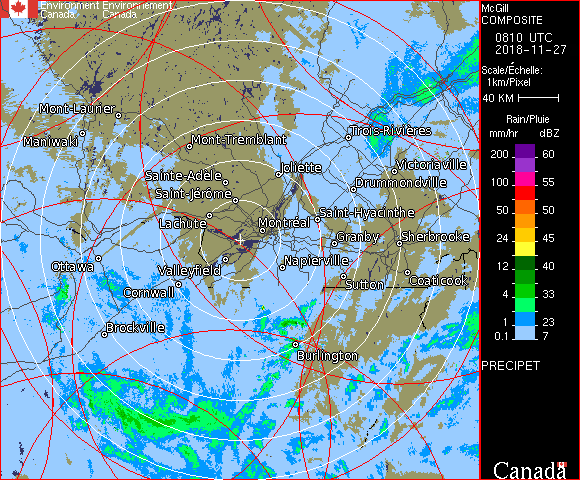 Environment Environnement
Canada Canada
McGill
COMPOSITE
0810 UTC
2018-11-27
Scale/Échelle:
1km/Pixel
40 KM
Rain/Pluie
mm/hr dBZ
200 60
100 55
50 50
24 45
12 40
4 33
1 23
0.1 7
PRECIPET
Canada
Mont-Laurier
Maniwaki
Mont-Tremblant
Trois-Rivières
Joliette
Victoriaville
Sainte-Adèle
Drummondville
Saint-Jérôme
Lachute
Saint-Hyacinthe
Montréal
Granby
Sherbrooke
Ottawa
Valleyfield
Napierville
Cornwall
Sutton
Coaticook
Brockville
Burlington